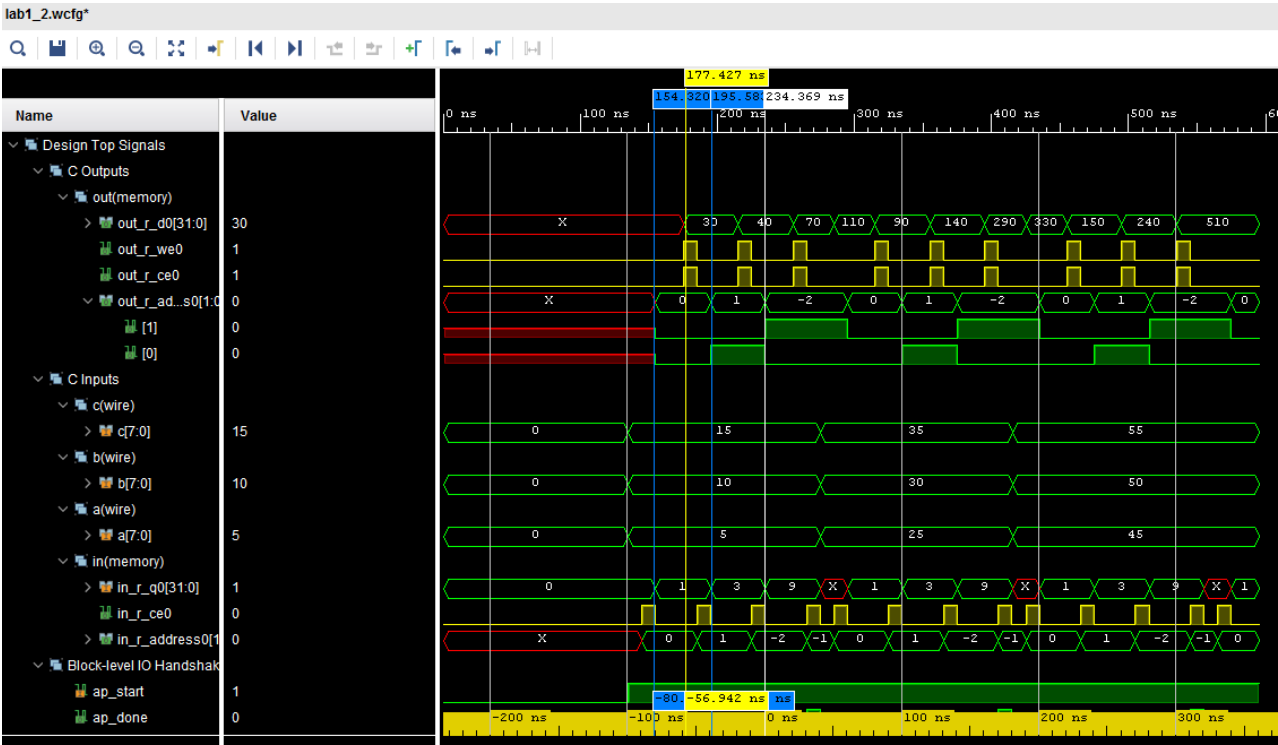 lab1_2.wcfg*
177.427 ns
154.320 195.58 234.369 ns
Name Value
0 ns 100 ns 200 ns 300 ns 400 ns 500 ns
Design Top Signals
C Outputs
out(memory)
out_r_d0[31:0] 30 X 30 40 70 110 90 140 290 330 150 240 510
out_r_we0 1
out_r_ce0 1
out_r_ad...s0[1:0 0 X 0 1 -2 0 1 -2 0 1 -2 0
[1] 0
[0] 0
C Inputs
c(wire)
c[7:0] 15 0 15 35 55
b(wire)
b[7:0] 10 0 10 30 50
a(wire)
a[7:0] 5 0 5 25 45
in(memory)
in_r_q0[31:0] 1 0 1 3 9 X 1 3 9 X 1 3 9 X 1
in_r_ce0 0
in_r_address0[1 0 X 0 1 -2 -1 0 1 -2 -1 0 1 -2 -1 0
Block-level IO Handshak
ap_start 1 -80. -56.942 ns ns
ap_done 0
-200 ns -100 ns 0 ns 100 ns 200 ns 300 ns